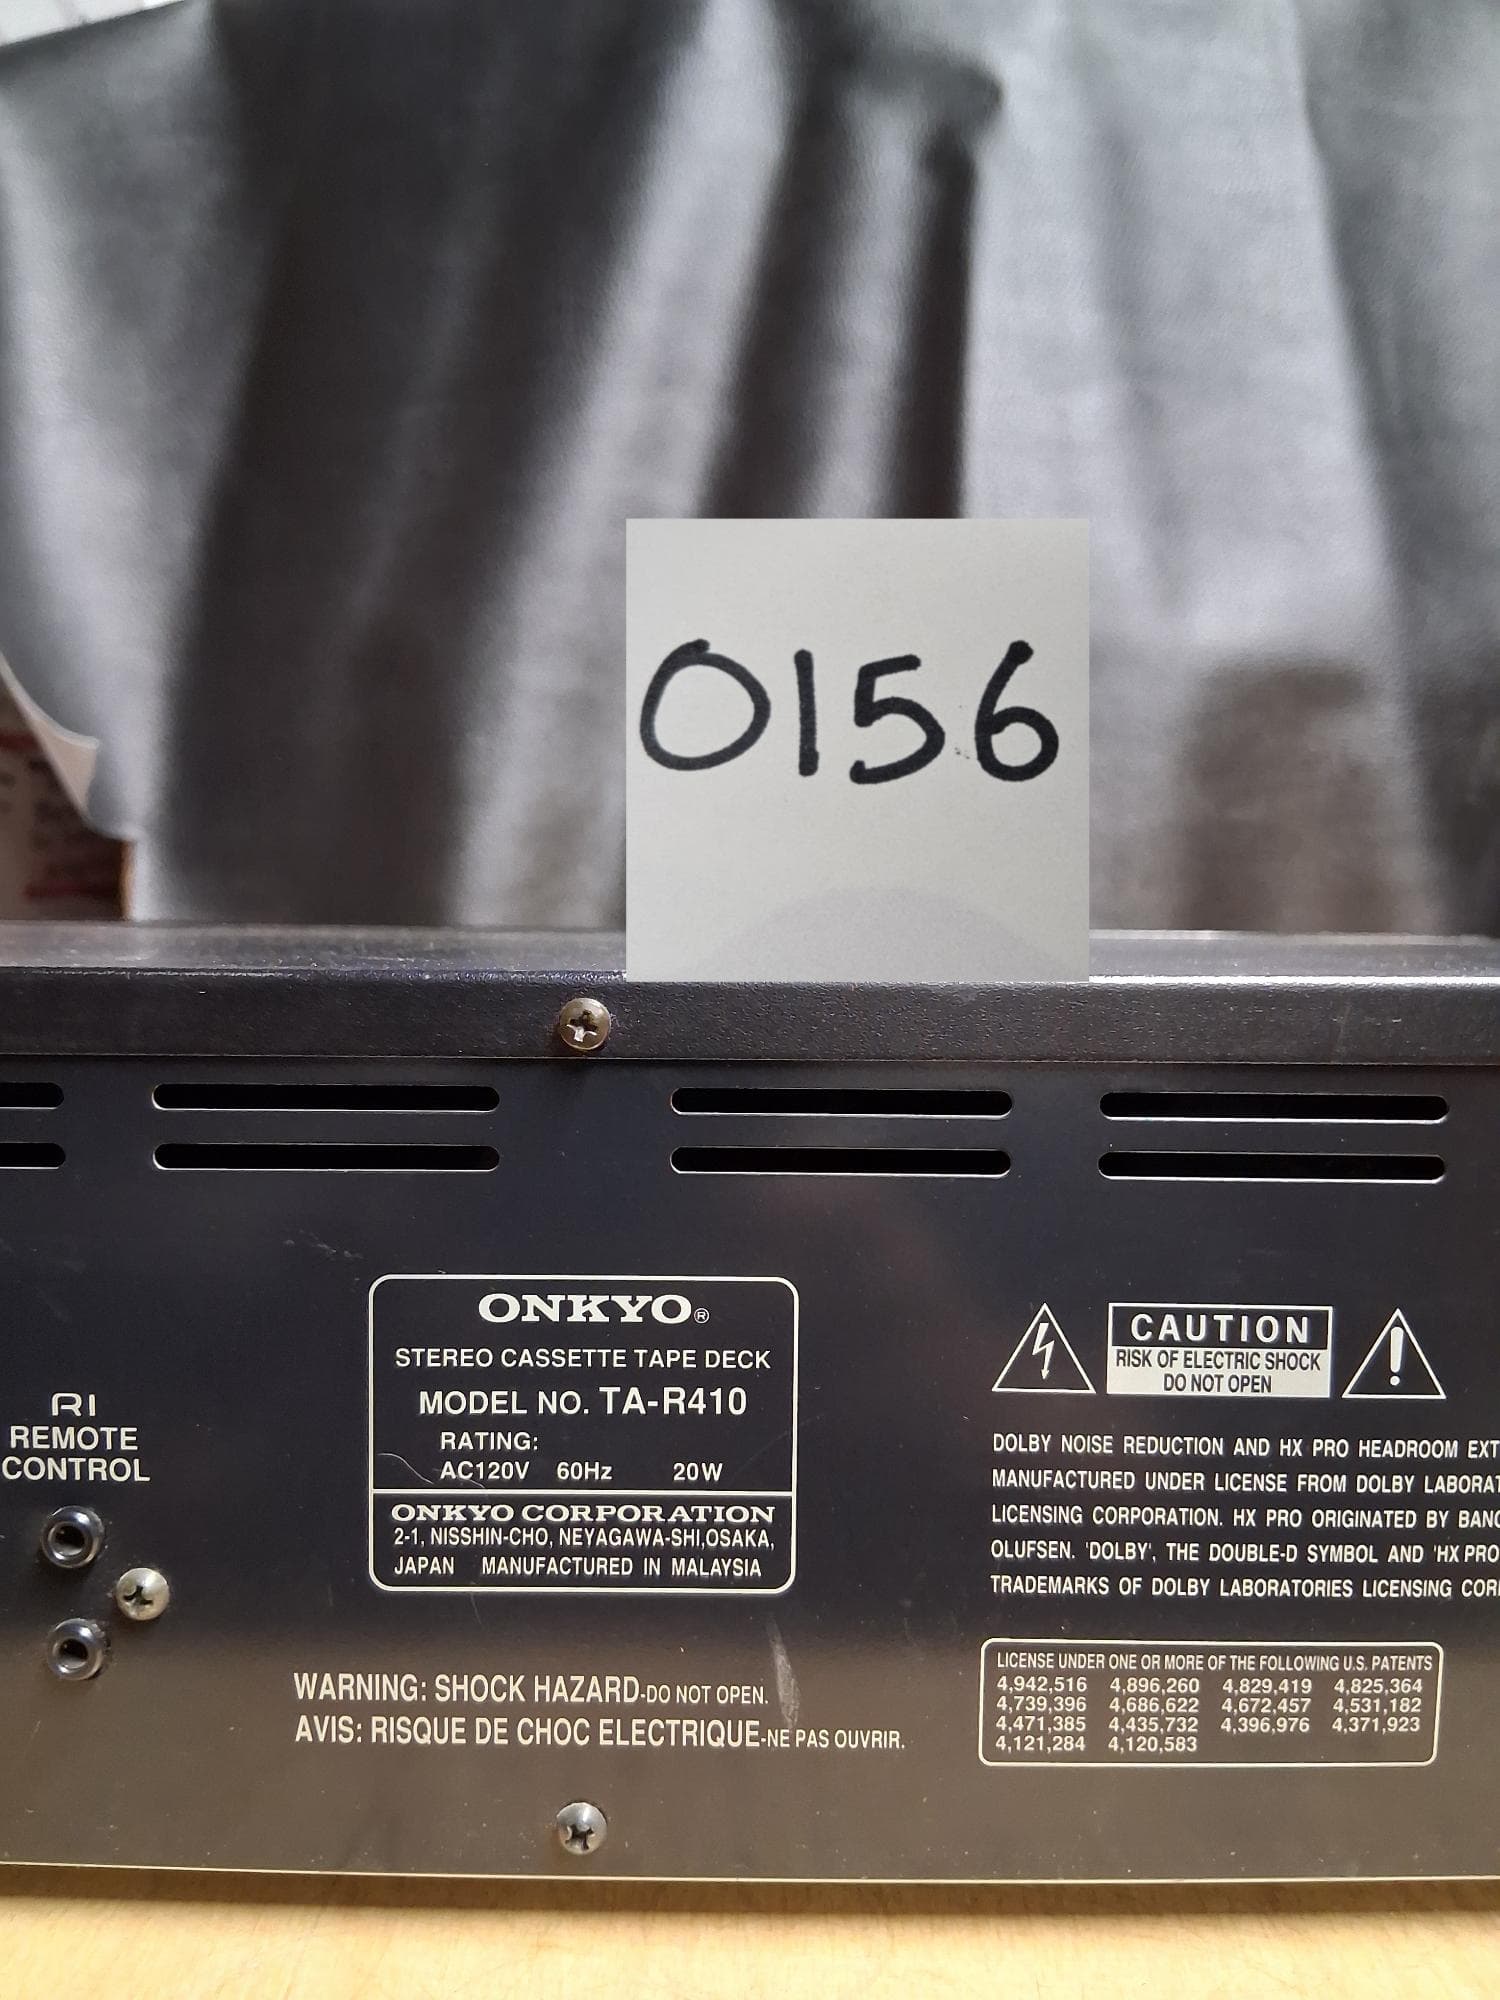 0156
ONKYO®
STEREO CASSETTE TAPE DECK
MODEL NO. TA-R410
RATING:
AC120V 60Hz 20W
ONKYO CORPORATION
2-1, NISSHIN-CHO, NEYAGAWA-SHI,OSAKA,
JAPAN MANUFACTURED IN MALAYSIA
RI
REMOTE
CONTROL
WARNING: SHOCK HAZARD-DO NOT OPEN.
AVIS: RISQUE DE CHOC ELECTRIQUE-NE PAS OUVRIR.
CAUTION
RISK OF ELECTRIC SHOCK
DO NOT OPEN
DOLBY NOISE REDUCTION AND HX PRO HEADROOM EXT
MANUFACTURED UNDER LICENSE FROM DOLBY LABORAT
LICENSING CORPORATION. HX PRO ORIGINATED BY BANG
OLUFSEN. 'DOLBY', THE DOUBLE-D SYMBOL AND 'HX PRO
TRADEMARKS OF DOLBY LABORATORIES LICENSING COR
LICENSE UNDER ONE OR MORE OF THE FOLLOWING U.S. PATENTS
4,942,516 4,896,260 4,829,419 4,825,364
4,739,396 4,686,622 4,672,457 4,531,182
4,471,385 4,435,732 4,396,976 4,371,923
4,121,284 4,120,583